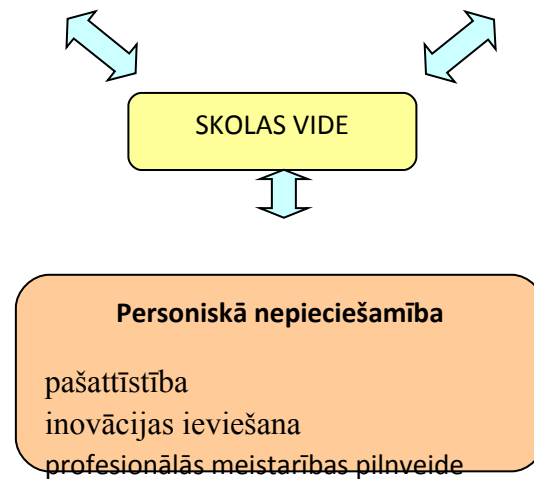 SKOLAS VIDE
Personiskā nepieciešamība
pašattīstība
inovācijas ieviešana
profesionālās meistarības pilnveide